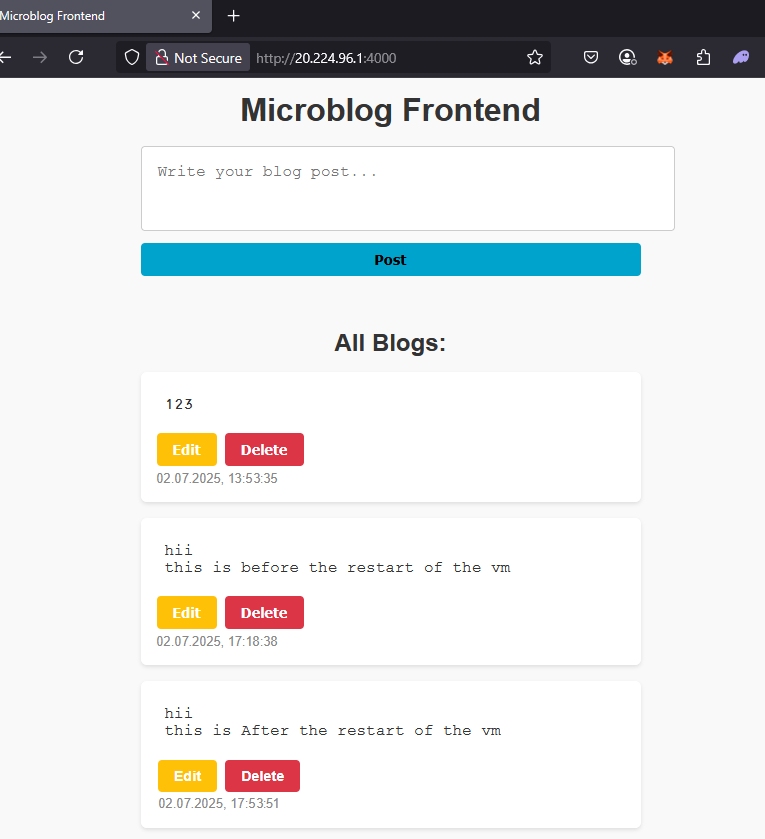 Microblog Frontend
Not Secure http://20.224.96.1:4000
Microblog Frontend
Write your blog post...
Post
All Blogs:
123
Edit Delete
02.07.2025, 13:53:35
hii
this is before the restart of the vm
Edit Delete
02.07.2025, 17:18:38
hii
this is After the restart of the vm
Edit Delete
02.07.2025, 17:53:51